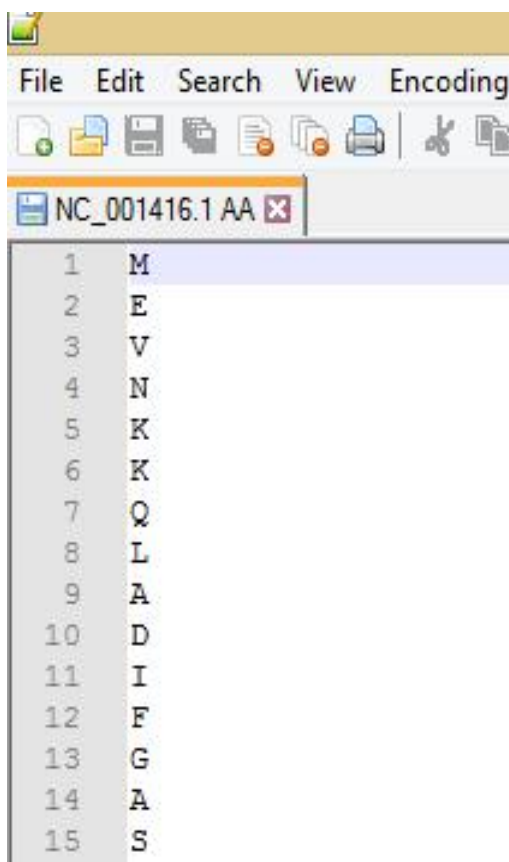 File Edit Search View Encoding
NC_001416.1 AA
1 M
2 E
3 V
4 N
5 K
6 K
7 Q
8 L
9 A
10 D
11 I
12 F
13 G
14 A
15 S